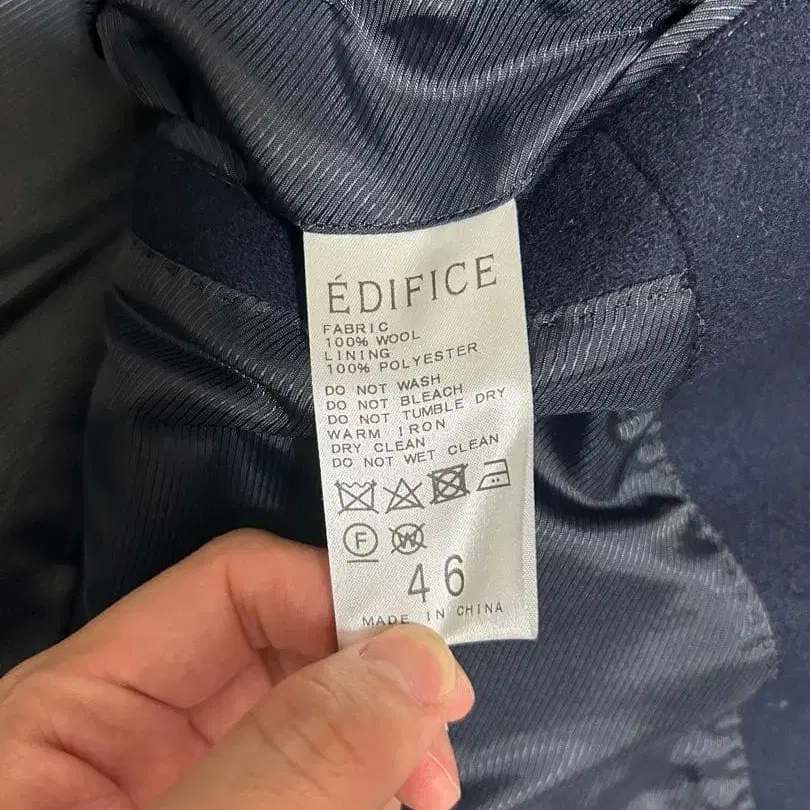 ÉDIFICE
FABRIC
100% WOOL
LINING
100% POLYESTER
DO NOT WASH
DO NOT BLEACH
DO NOT TUMBLE DRY
WARM IRON
DRY CLEAN
DO NOT WET CLEAN
F W
46
MADE IN CHINA